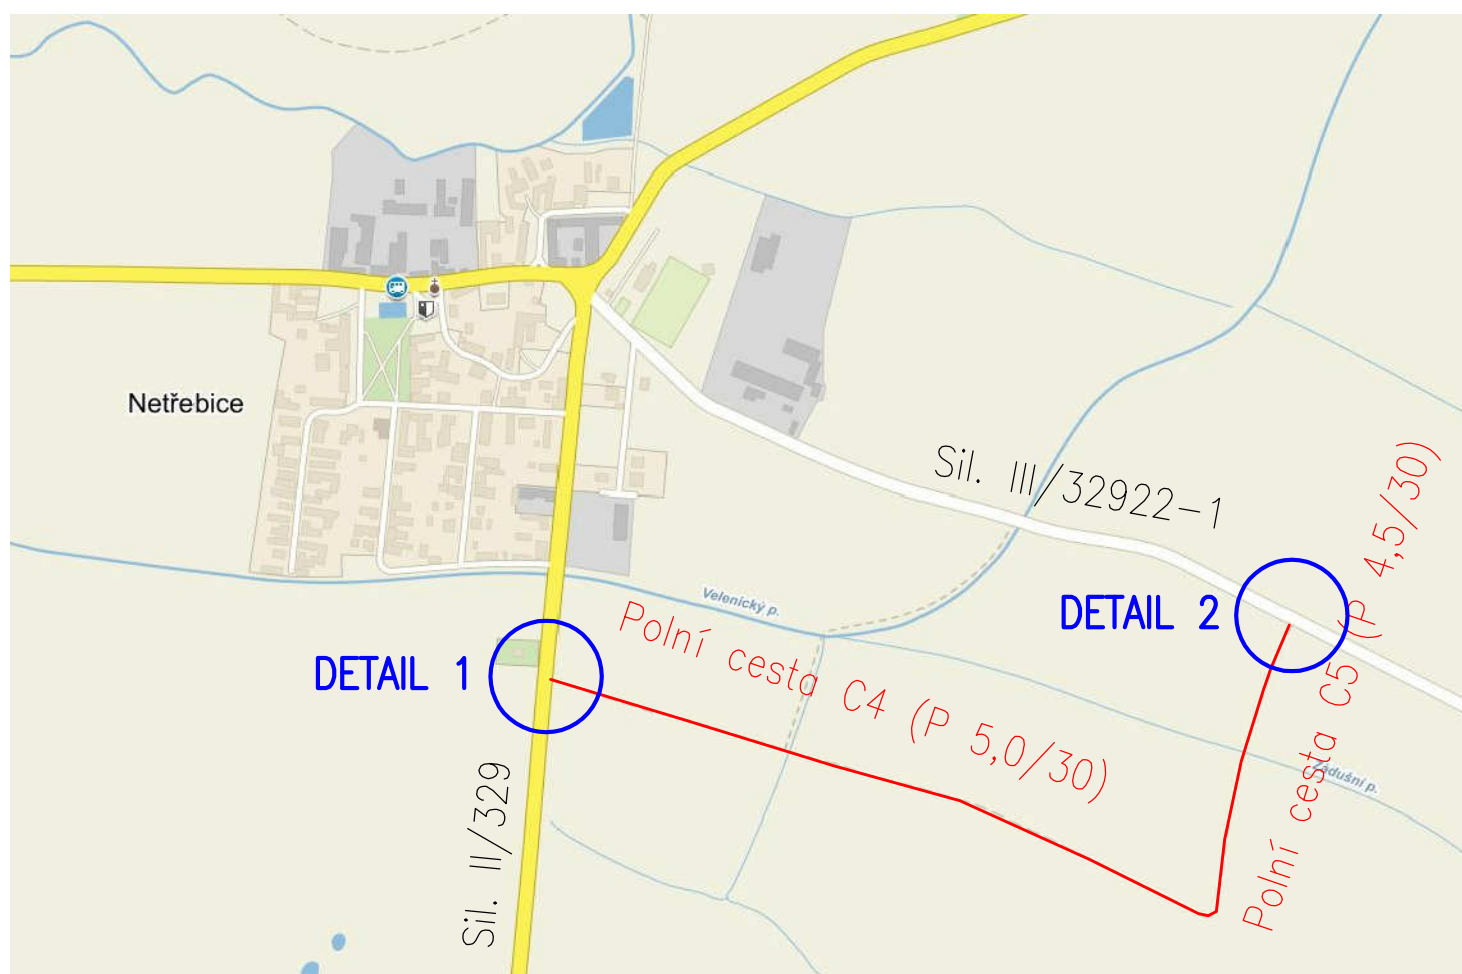 Netřebice
Sil. III/32922-1
Velenický p.
DETAIL 2
Polní cesta C4 (P 5,0/30)
DETAIL 1
Polní cesta C5 (P 4,5/30)
Zádušní p.
Sil. II/329